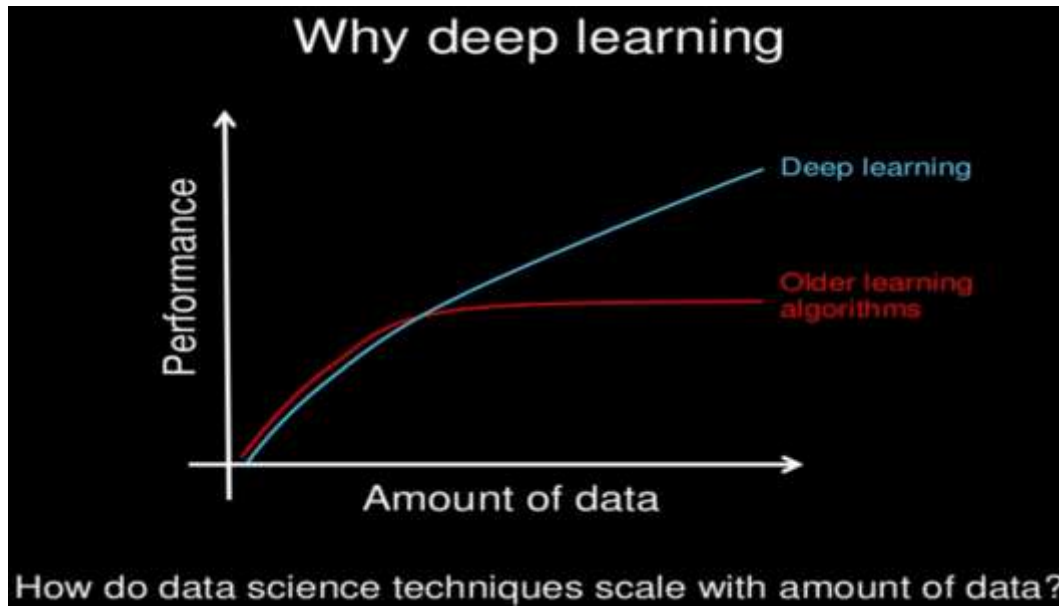 Why deep learning
Performance
Deep learning
Older learning
algorithms
Amount of data
How do data science techniques scale with amount of data?